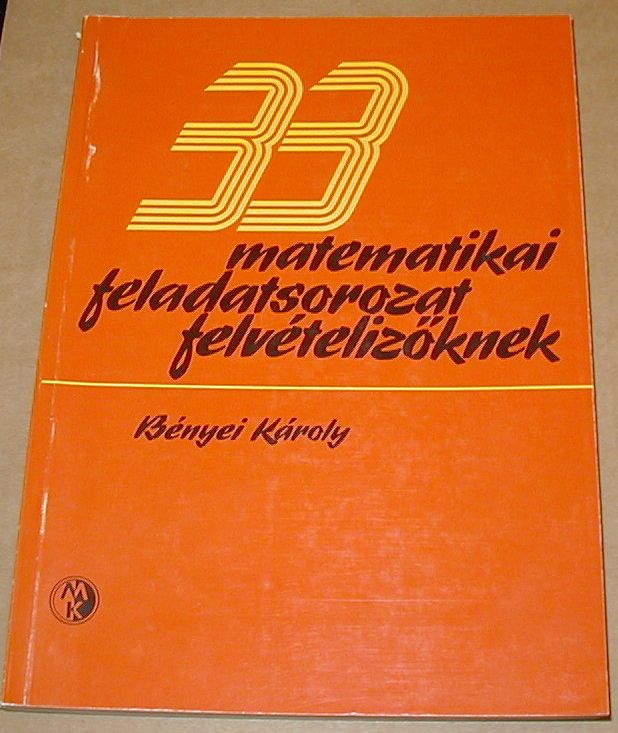 33
matematikai
feladatsorozat
felvételizőknek
Bényei Károly
MK